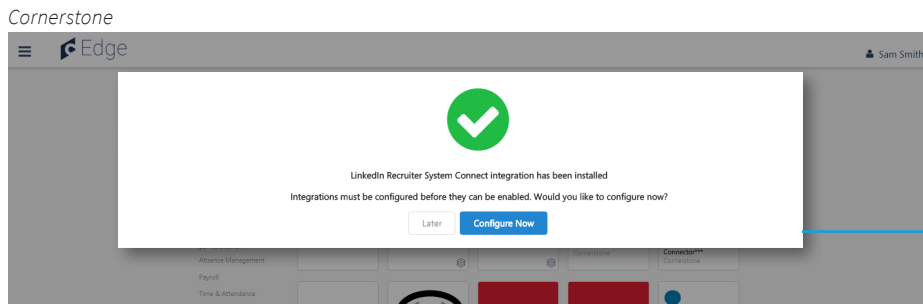 Cornerstone
Edge
Sam Smith
LinkedIn Recruiter System Connect integration has been installed
Integrations must be configured before they can be enabled. Would you like to configure now?
Later
Configure Now
Cornerstone
Connector***
Cornerstone
Absence Management
Payroll
Time & Attendance